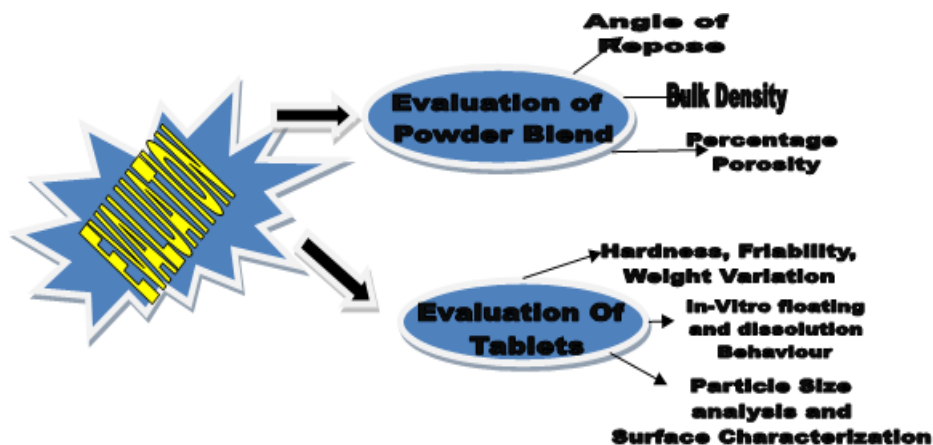 EVALUATION
Evaluation of
Powder Blend
Angle of
Repose
Bulk Density
Percentage
Porosity
Evaluation Of
Tablets
Hardness, Friability,
Weight Variation
In-Vitro floating
and dissolution
Behaviour
Particle Size
analysis and
Surface Characterization